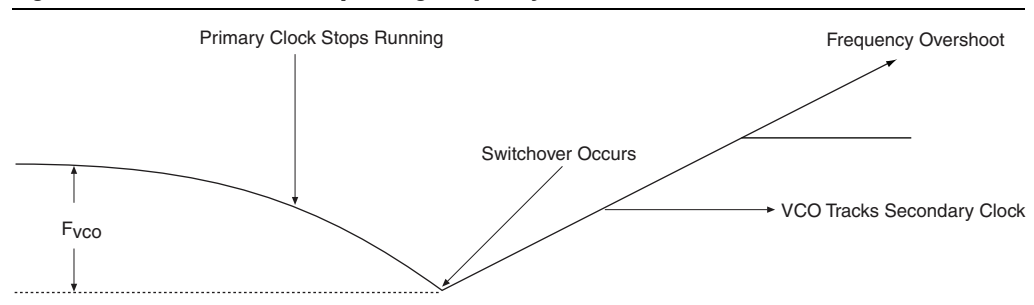 Primary Clock Stops Running
Frequency Overshoot
Switchover Occurs
VCO Tracks Secondary Clock
Fvco